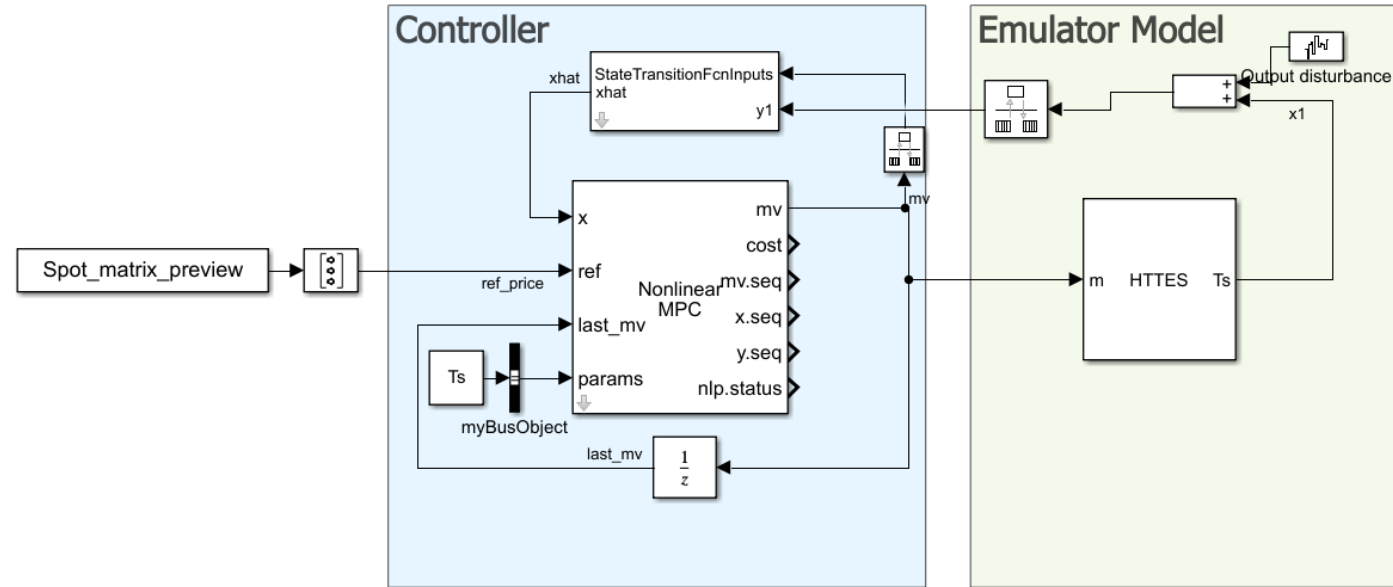 Controller
Emulator Model
xhat
StateTransitionFcnInputs
xhat
y1
Output disturbance
+
+
x1
mv
Spot_matrix_preview
ref_price
x
ref
last_mv
params
Nonlinear
MPC
mv
cost
mv.seq
x.seq
y.seq
nlp.status
m
HTTES
Ts
Ts
myBusObject
last_mv
1
z